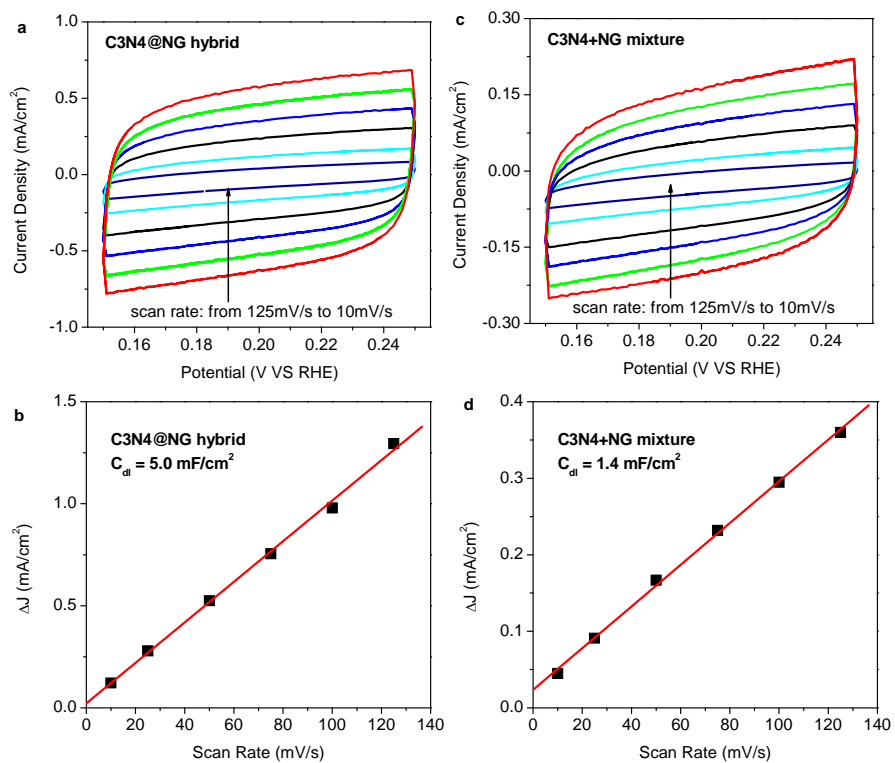 a
C3N4@NG hybrid
1.0
0.5
0.0
-0.5
-1.0
Current Density (mA/cm²)
scan rate: from 125mV/s to 10mV/s
0.16 0.18 0.20 0.22 0.24
Potential (V VS RHE)
c
C3N4+NG mixture
0.30
0.15
0.00
-0.15
-0.30
Current Density (mA/cm²)
scan rate: from 125mV/s to 10mV/s
0.16 0.18 0.20 0.22 0.24
Potential (V VS RHE)
b
C3N4@NG hybrid
C_dl = 5.0 mF/cm²
1.5
1.0
0.5
0.0
ΔJ (mA/cm²)
0 20 40 60 80 100 120 140
Scan Rate (mV/s)
d
C3N4+NG mixture
C_dl = 1.4 mF/cm²
0.4
0.3
0.2
0.1
0.0
ΔJ (mA/cm²)
0 20 40 60 80 100 120 140
Scan Rate (mV/s)